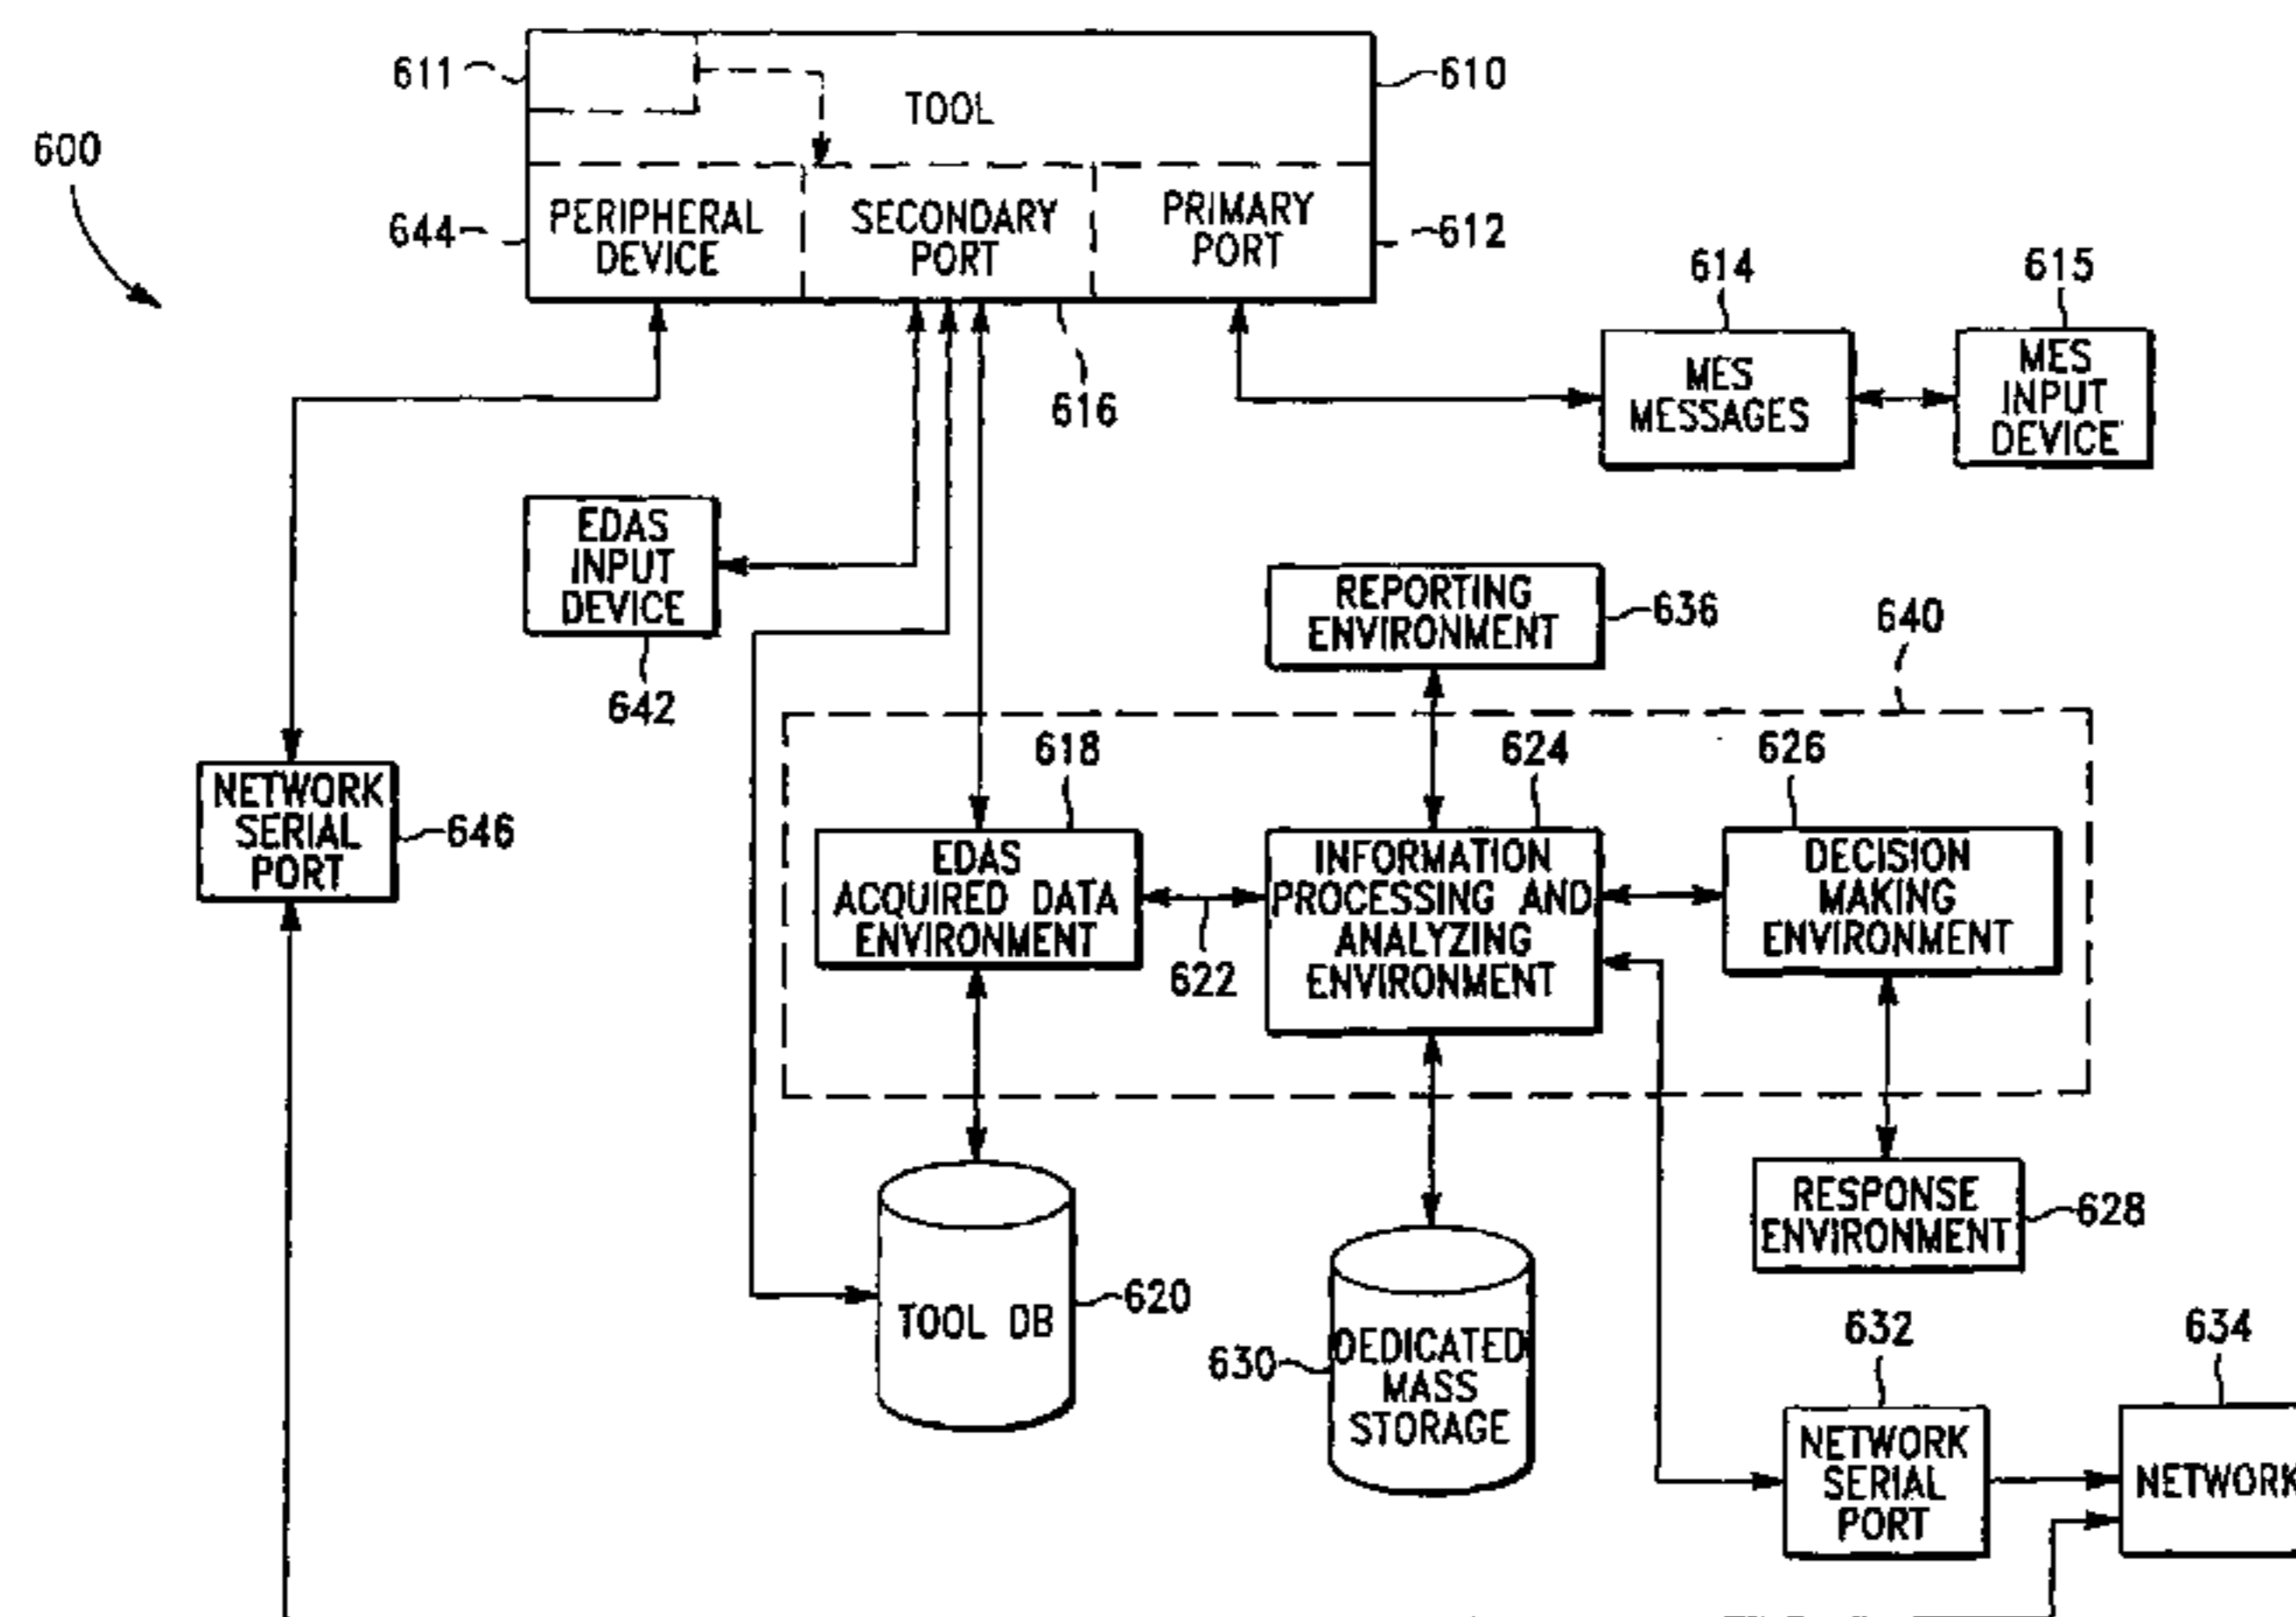 611
610
TOOL
600
644
PERIPHERAL
DEVICE
SECONDARY
PORT
PRIMARY
PORT
612
614
615
616
MES
MESSAGES
MES
INPUT
DEVICE
EDAS
INPUT
DEVICE
642
REPORTING
ENVIRONMENT
636
640
618
624
626
NETWORK
SERIAL
PORT
646
EDAS
ACQUIRED DATA
ENVIRONMENT
622
INFORMATION
PROCESSING AND
ANALYZING
ENVIRONMENT
DECISION
MAKING
ENVIRONMENT
RESPONSE
ENVIRONMENT
628
TOOL DB
620
630
DEDICATED
MASS
STORAGE
632
634
NETWORK
SERIAL
PORT
NETWORK